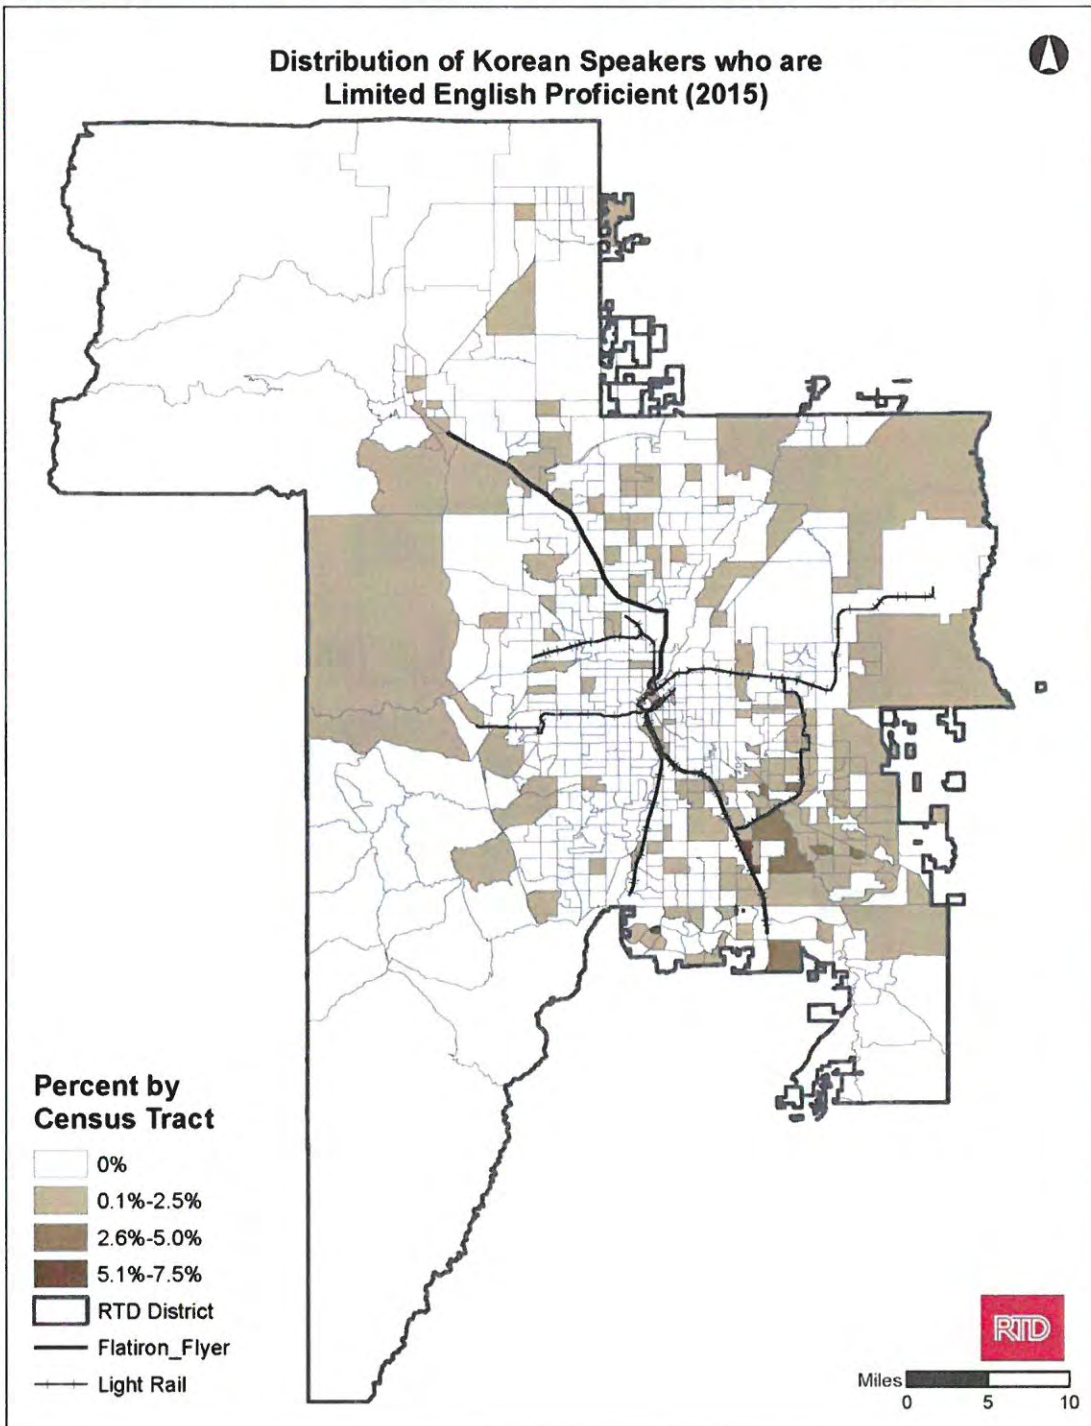 Distribution of Korean Speakers who are
Limited English Proficient (2015)
Percent by
Census Tract
0%
0.1%-2.5%
2.6%-5.0%
5.1%-7.5%
RTD District
Flatiron_Flyer
Light Rail
RTD
Miles
0 5 10